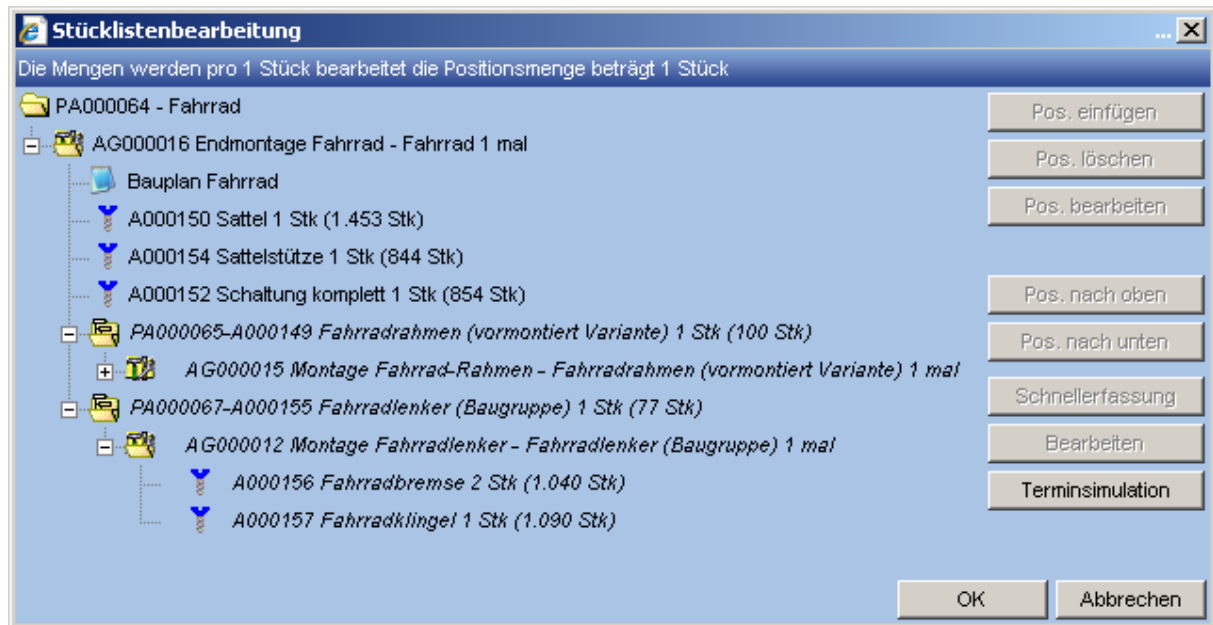 Stücklistenbearbeitung
...
Die Mengen werden pro 1 Stück bearbeitet die Positionsmenge beträgt 1 Stück
PA000064 - Fahrrad
AG000016 Endmontage Fahrrad - Fahrrad 1 mal
Bauplan Fahrrad
A000150 Sattel 1 Stk (1.453 Stk)
A000154 Sattelstütze 1 Stk (844 Stk)
A000152 Schaltung komplett 1 Stk (854 Stk)
PA000065-A000149 Fahrradrahmen (vormontiert Variante) 1 Stk (100 Stk)
AG000015 Montage Fahrrad-Rahmen - Fahrradrahmen (vormontiert Variante) 1 mal
PA000067-A000155 Fahrradlenker (Baugruppe) 1 Stk (77 Stk)
AG000012 Montage Fahrradlenker - Fahrradlenker (Baugruppe) 1 mal
A000156 Fahrradbremse 2 Stk (1.040 Stk)
A000157 Fahrradklingel 1 Stk (1.090 Stk)
Pos. einfügen
Pos. löschen
Pos. bearbeiten
Pos. nach oben
Pos. nach unten
Schnellerfassung
Bearbeiten
Terminsimulation
OK
Abbrechen